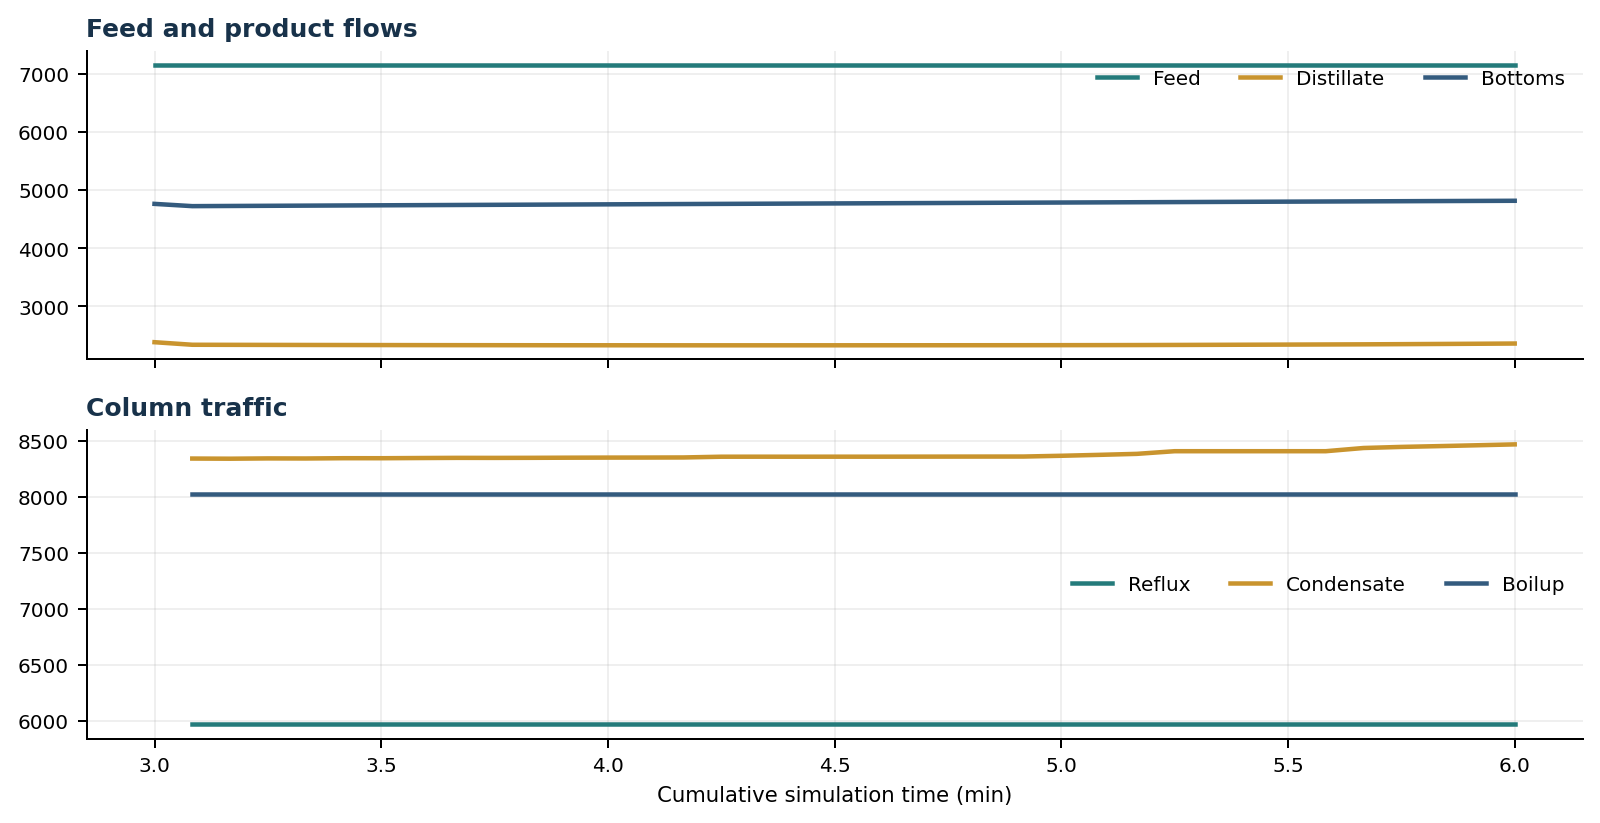 Feed and product flows
7000
6000
5000
4000
3000
Feed Distillate Bottoms
Column traffic
8500
8000
7500
7000
6500
6000
Reflux Condensate Boilup
3.0 3.5 4.0 4.5 5.0 5.5 6.0
Cumulative simulation time (min)